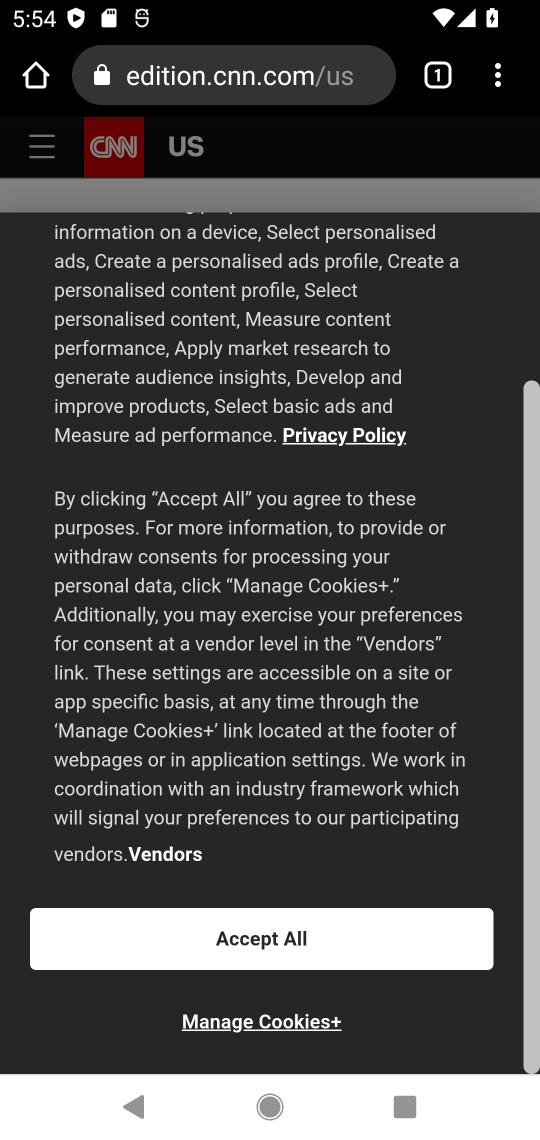 5:54
edition.cnn.com/us
1
CNN
US
information on a device, Select personalised
ads, Create a personalised ads profile, Create a
personalised content profile, Select
personalised content, Measure content
performance, Apply market research to
generate audience insights, Develop and
improve products, Select basic ads and
Measure ad performance. Privacy Policy
By clicking “Accept All” you agree to these
purposes. For more information, to provide or
withdraw consents for processing your
personal data, click “Manage Cookies+.”
Additionally, you may exercise your preferences
for consent at a vendor level in the “Vendors”
link. These settings are accessible on a site or
app specific basis, at any time through the
‘Manage Cookies+’ link located at the footer of
webpages or in application settings. We work in
coordination with an industry framework which
will signal your preferences to our participating
vendors.Vendors
Accept All
Manage Cookies+